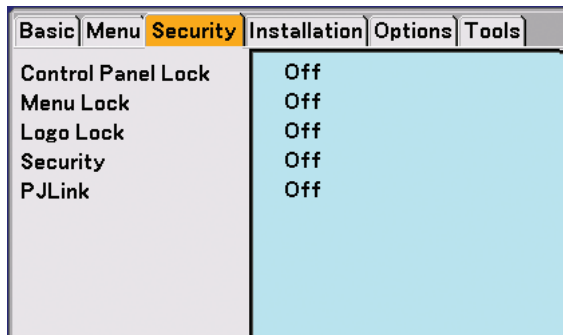 Basic Menu Security Installation Options Tools
Control Panel Lock Off
Menu Lock Off
Logo Lock Off
Security Off
PJLink Off